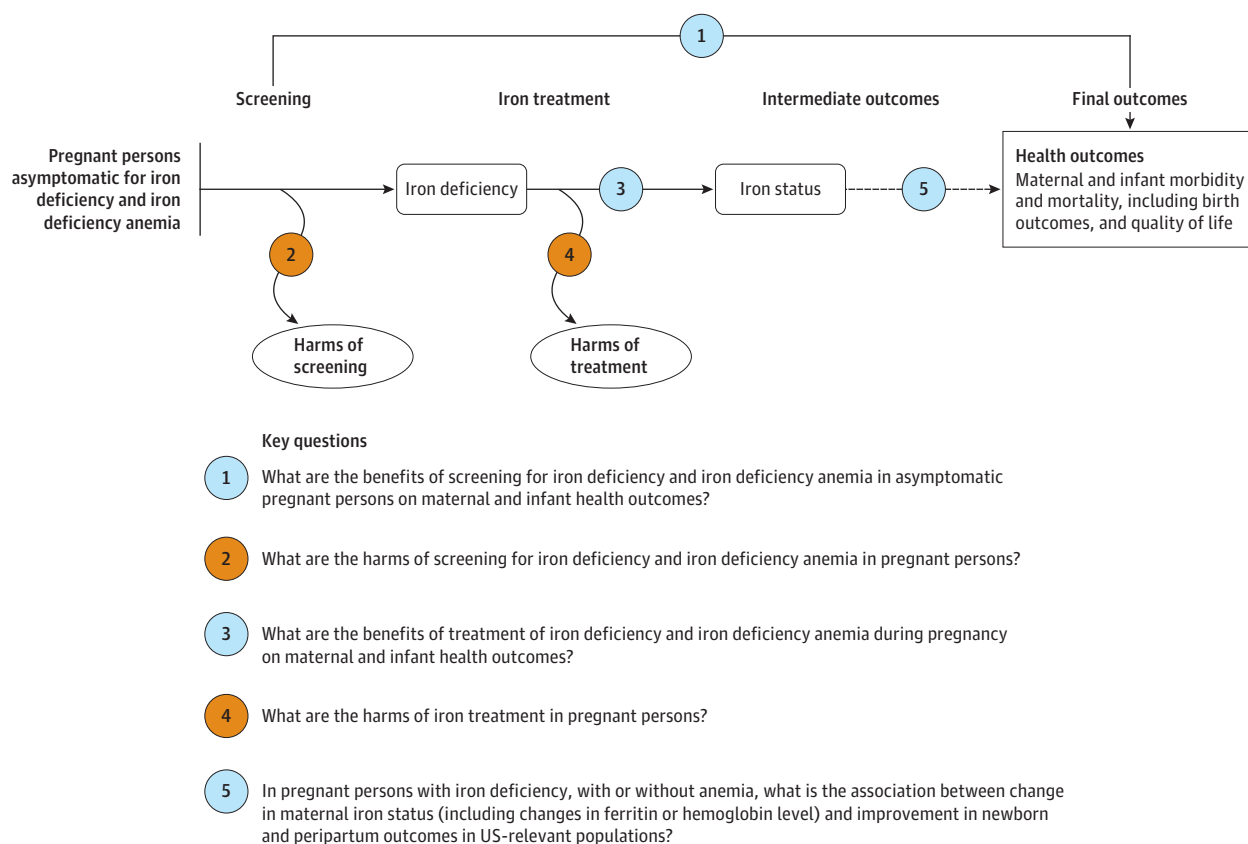 1
Screening
Iron treatment
Intermediate outcomes
Final outcomes
Pregnant persons
asymptomatic for iron
deficiency and iron
deficiency anemia
Iron deficiency
3
Iron status
5
Health outcomes
Maternal and infant morbidity
and mortality, including birth
outcomes, and quality of life
2
4
Harms of
screening
Harms of
treatment
Key questions
1
What are the benefits of screening for iron deficiency and iron deficiency anemia in asymptomatic
pregnant persons on maternal and infant health outcomes?
2
What are the harms of screening for iron deficiency and iron deficiency anemia in pregnant persons?
3
What are the benefits of treatment of iron deficiency and iron deficiency anemia during pregnancy
on maternal and infant health outcomes?
4
What are the harms of iron treatment in pregnant persons?
5
In pregnant persons with iron deficiency, with or without anemia, what is the association between change
in maternal iron status (including changes in ferritin or hemoglobin level) and improvement in newborn
and peripartum outcomes in US-relevant populations?